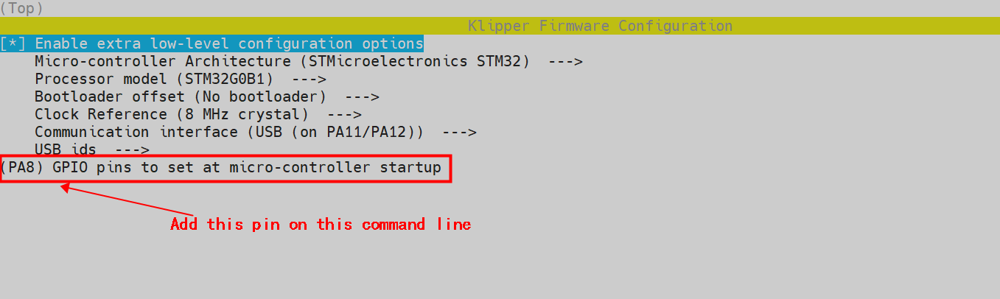 (Top)
Klipper Firmware Configuration
[*] Enable extra low-level configuration options
Micro-controller Architecture (STMicroelectronics STM32) --->
Processor model (STM32G0B1) --->
Bootloader offset (No bootloader) --->
Clock Reference (8 MHz crystal) --->
Communication interface (USB (on PA11/PA12)) --->
USB ids --->
(PA8) GPIO pins to set at micro-controller startup
Add this pin on this command line